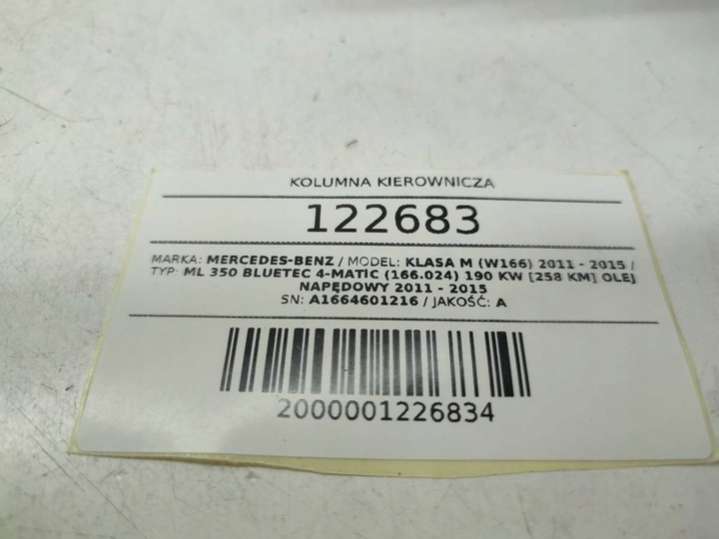 KOLUMNA KIEROWNICZA
122683
MARKA: MERCEDES-BENZ / MODEL: KLASA M (W166) 2011 - 2015 /
TYP: ML 350 BLUETEC 4-MATIC (166.024) 190 KW [258 KM] OLEJ
NAPĘDOWY 2011 - 2015
SN: A1664601216 / JAKOŚĆ: A
2000001226834